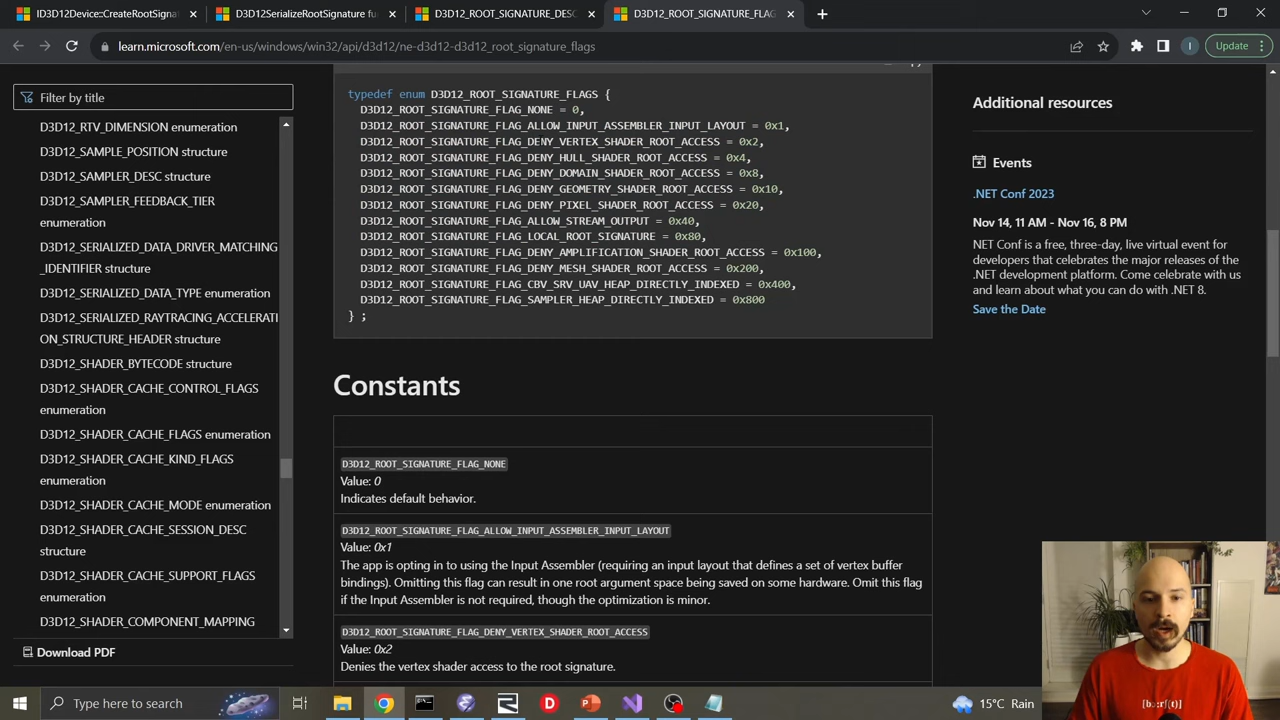 ID3D12Device::CreateRootSignat
D3D12SerializeRootSignature fu
D3D12_ROOT_SIGNATURE_DESC
D3D12_ROOT_SIGNATURE_FLAG
learn.microsoft.com/en-us/windows/win32/api/d3d12/ne-d3d12-d3d12_root_signature_flags
I
Update
Filter by title
D3D12_RTV_DIMENSION enumeration
D3D12_SAMPLE_POSITION structure
D3D12_SAMPLER_DESC structure
D3D12_SAMPLER_FEEDBACK_TIER
enumeration
D3D12_SERIALIZED_DATA_DRIVER_MATCHING
_IDENTIFIER structure
D3D12_SERIALIZED_DATA_TYPE enumeration
D3D12_SERIALIZED_RAYTRACING_ACCELERATI
ON_STRUCTURE_HEADER structure
D3D12_SHADER_BYTECODE structure
D3D12_SHADER_CACHE_CONTROL_FLAGS
enumeration
D3D12_SHADER_CACHE_FLAGS enumeration
D3D12_SHADER_CACHE_KIND_FLAGS
enumeration
D3D12_SHADER_CACHE_MODE enumeration
D3D12_SHADER_CACHE_SESSION_DESC
structure
D3D12_SHADER_CACHE_SUPPORT_FLAGS
enumeration
D3D12_SHADER_COMPONENT_MAPPING
Download PDF
typedef enum D3D12_ROOT_SIGNATURE_FLAGS {
D3D12_ROOT_SIGNATURE_FLAG_NONE = 0,
D3D12_ROOT_SIGNATURE_FLAG_ALLOW_INPUT_ASSEMBLER_INPUT_LAYOUT = 0x1,
D3D12_ROOT_SIGNATURE_FLAG_DENY_VERTEX_SHADER_ROOT_ACCESS = 0x2,
D3D12_ROOT_SIGNATURE_FLAG_DENY_HULL_SHADER_ROOT_ACCESS = 0x4,
D3D12_ROOT_SIGNATURE_FLAG_DENY_DOMAIN_SHADER_ROOT_ACCESS = 0x8,
D3D12_ROOT_SIGNATURE_FLAG_DENY_GEOMETRY_SHADER_ROOT_ACCESS = 0x10,
D3D12_ROOT_SIGNATURE_FLAG_DENY_PIXEL_SHADER_ROOT_ACCESS = 0x20,
D3D12_ROOT_SIGNATURE_FLAG_ALLOW_STREAM_OUTPUT = 0x40,
D3D12_ROOT_SIGNATURE_FLAG_LOCAL_ROOT_SIGNATURE = 0x80,
D3D12_ROOT_SIGNATURE_FLAG_DENY_AMPLIFICATION_SHADER_ROOT_ACCESS = 0x100,
D3D12_ROOT_SIGNATURE_FLAG_DENY_MESH_SHADER_ROOT_ACCESS = 0x200,
D3D12_ROOT_SIGNATURE_FLAG_CBV_SRV_UAV_HEAP_DIRECTLY_INDEXED = 0x400,
D3D12_ROOT_SIGNATURE_FLAG_SAMPLER_HEAP_DIRECTLY_INDEXED = 0x800
} ;
Constants
D3D12_ROOT_SIGNATURE_FLAG_NONE
Value: 0
Indicates default behavior.
D3D12_ROOT_SIGNATURE_FLAG_ALLOW_INPUT_ASSEMBLER_INPUT_LAYOUT
Value: 0x1
The app is opting in to using the Input Assembler (requiring an input layout that defines a set of vertex buffer
bindings). Omitting this flag can result in one root argument space being saved on some hardware. Omit this flag
if the Input Assembler is not required, though the optimization is minor.
D3D12_ROOT_SIGNATURE_FLAG_DENY_VERTEX_SHADER_ROOT_ACCESS
Value: 0x2
Denies the vertex shader access to the root signature.
Additional resources
Events
.NET Conf 2023
Nov 14, 11 AM - Nov 16, 8 PM
.NET Conf is a free, three-day, live virtual event for
developers that celebrates the major releases of the
.NET development platform. Come celebrate with us
and learn about what you can do with .NET 8.
Save the Date
Type here to search
15°C Rain